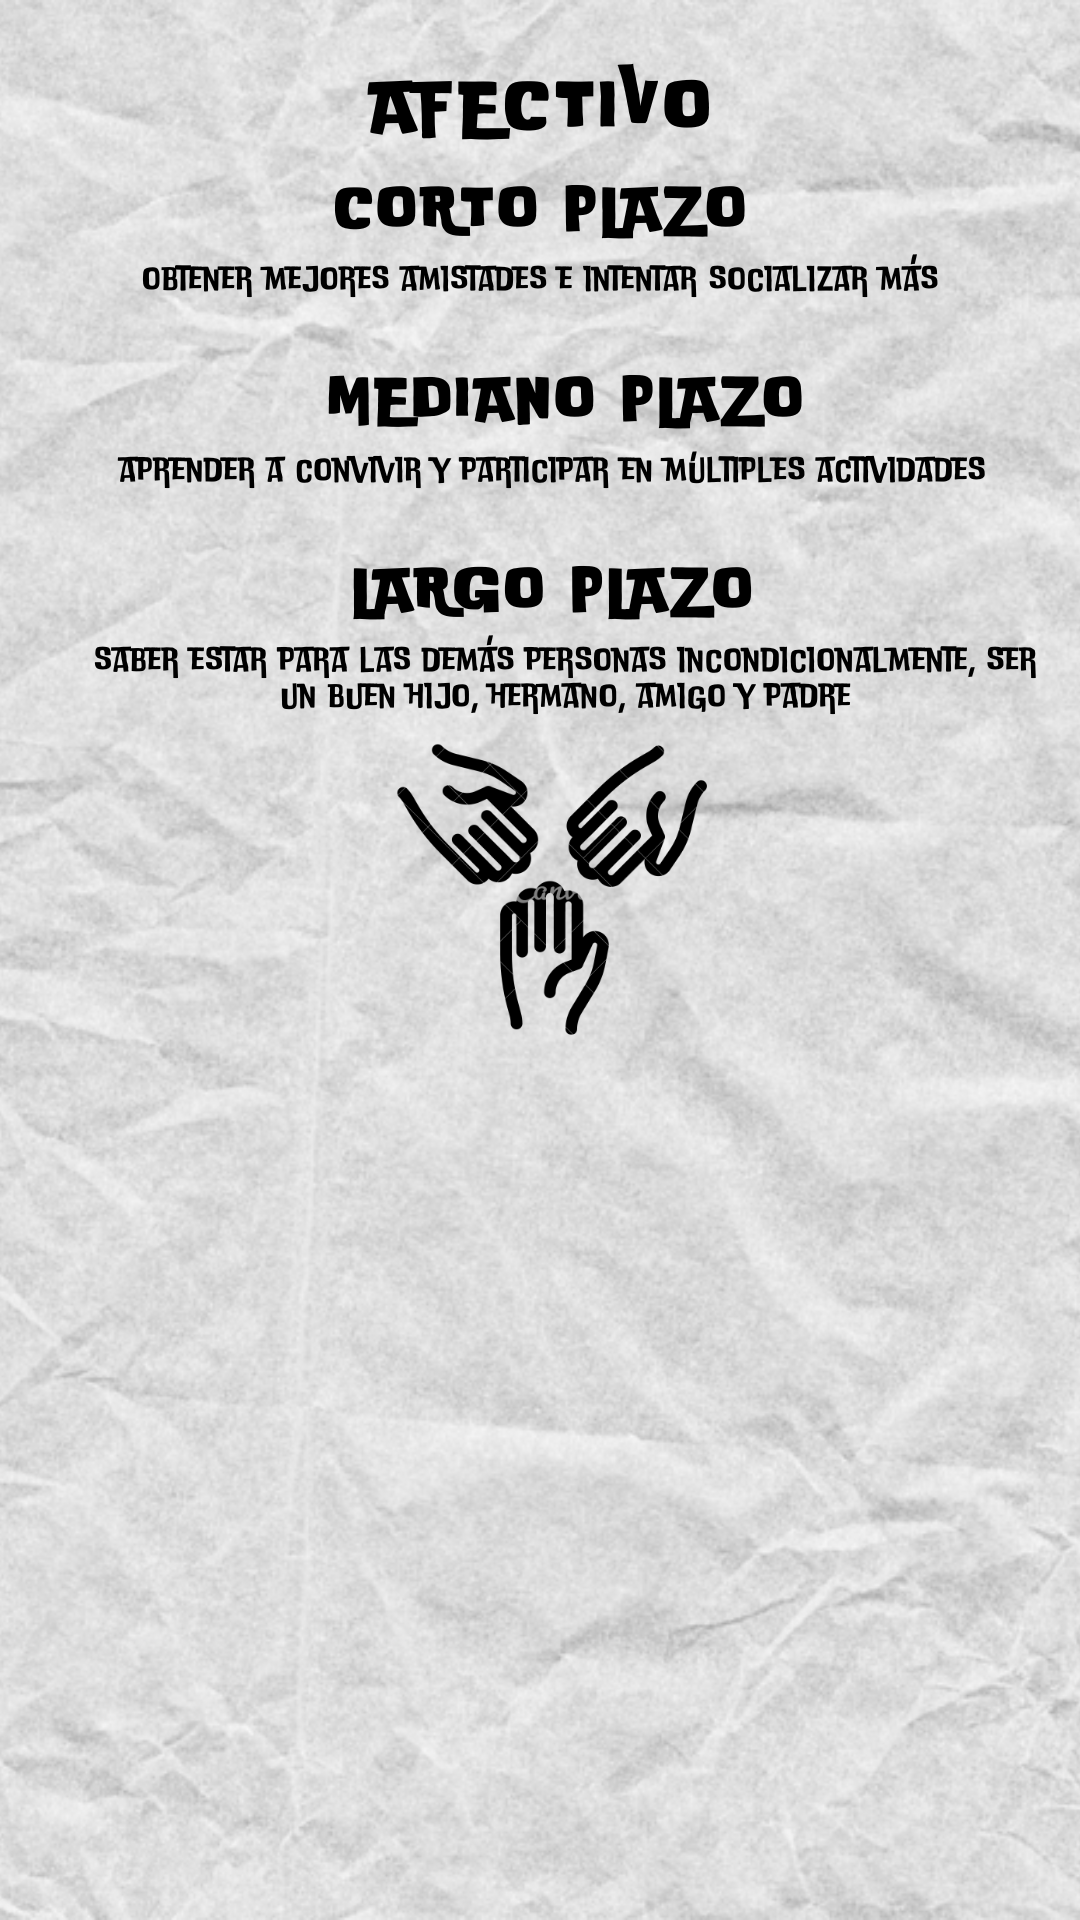 AFECTIVO
CORTO PLAZO
OBTENER MEJORES AMISTADES E INTENTAR SOCIALIZAR MÁS
MEDIANO PLAZO
APRENDER A CONVIVIR Y PARTICIPAR EN MÚLTIPLES ACTIVIDADES
LARGO PLAZO
SABER ESTAR PARA LAS DEMÁS PERSONAS INCONDICIONALMENTE, SER
UN BUEN HIJO, HERMANO, AMIGO Y PADRE